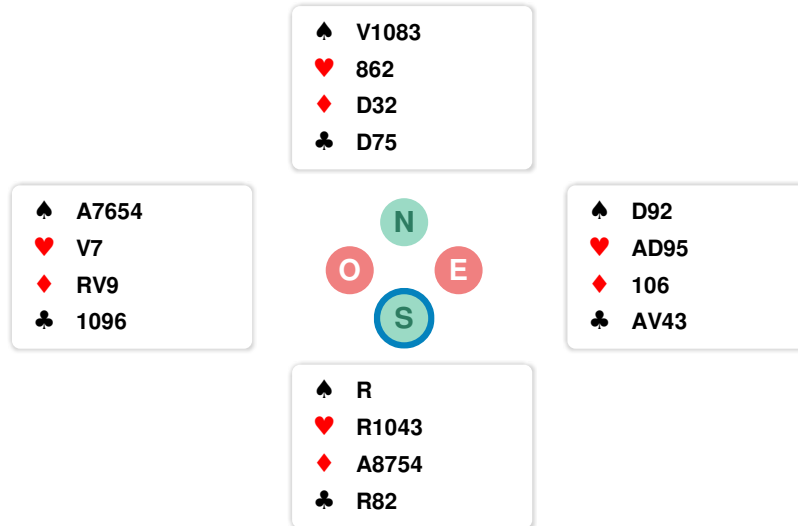 ♠ V1083
♥ 862
♦ D32
♣ D75
♠ A7654
♥ V7
♦ RV9
♣ 1096
N
O E
S
♠ D92
♥ AD95
♦ 106
♣ AV43
♠ R
♥ R1043
♦ A8754
♣ R82